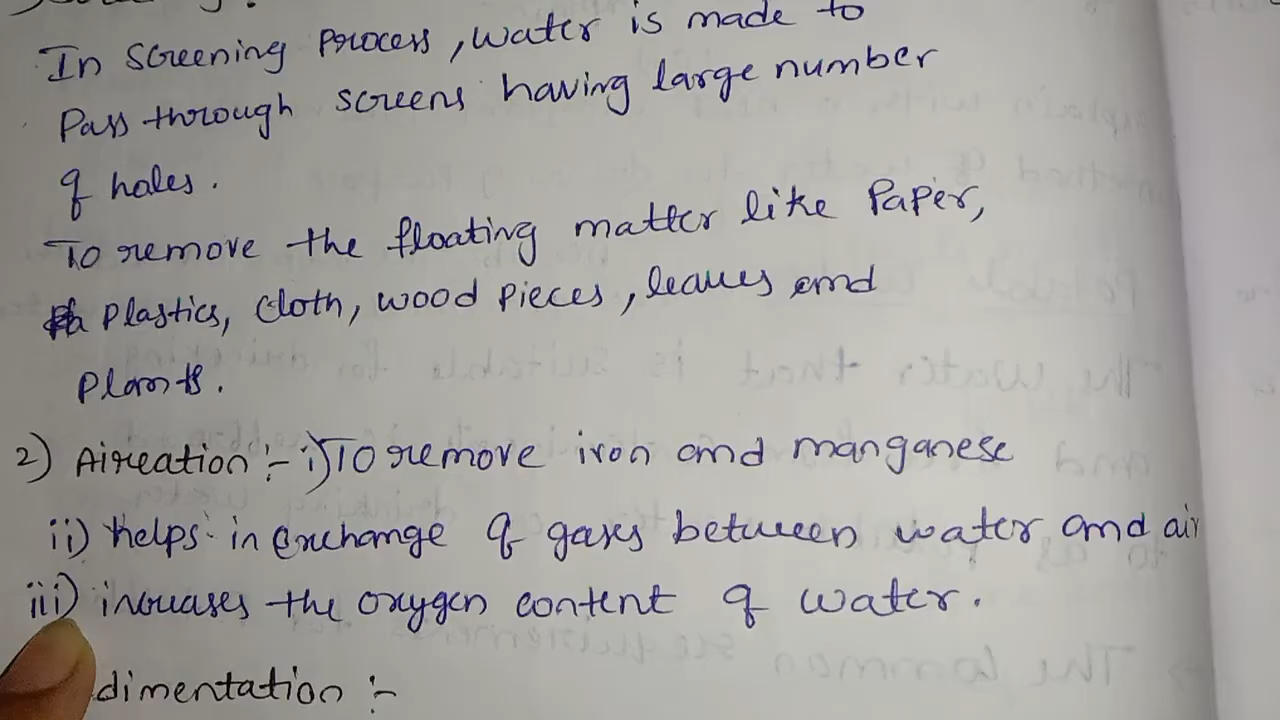 In Screening Process, water is made to
Pass through screens having large number
of holes.
To remove the floating matter like Paper,
Plastics, cloth, wood pieces, leaves and
plants.
2) Aireation :- i) To remove iron and manganese
ii) helps in exchange of gases between water and air
iii) increases the oxygen content of water.
dimentation :-